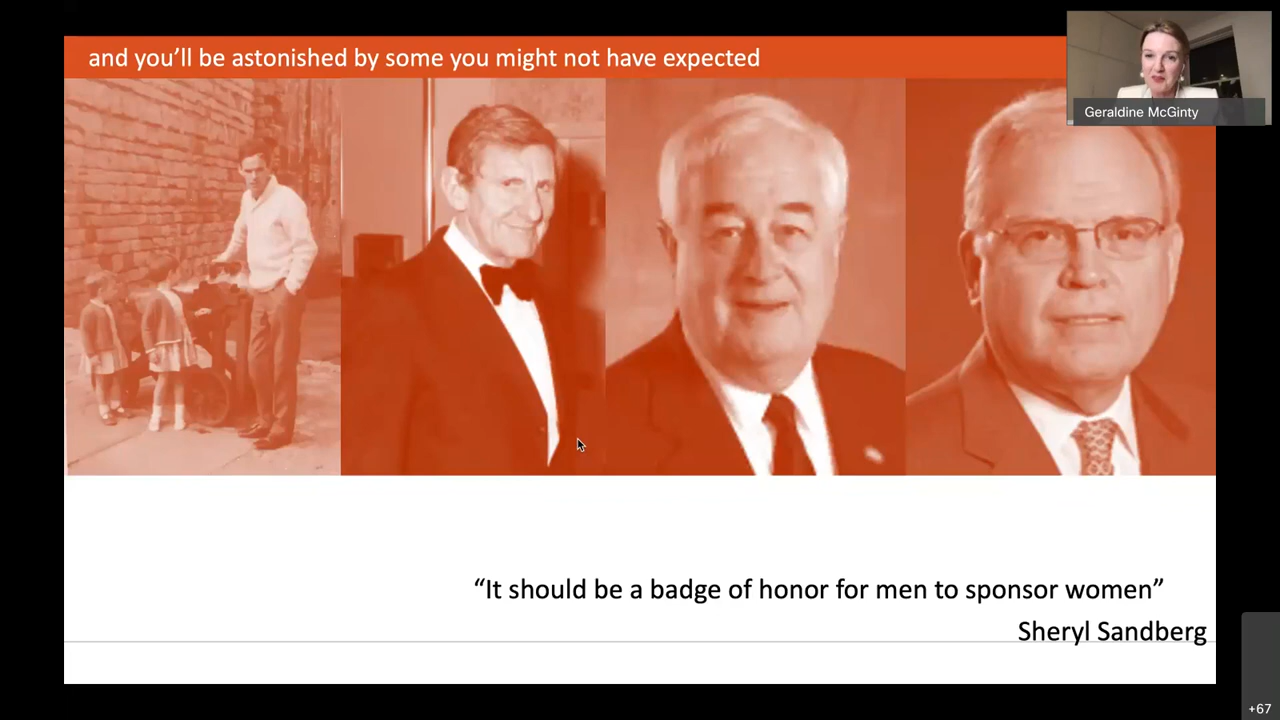 and you’ll be astonished by some you might not have expected
Geraldine McGinty
“It should be a badge of honor for men to sponsor women”
Sheryl Sandberg
+67